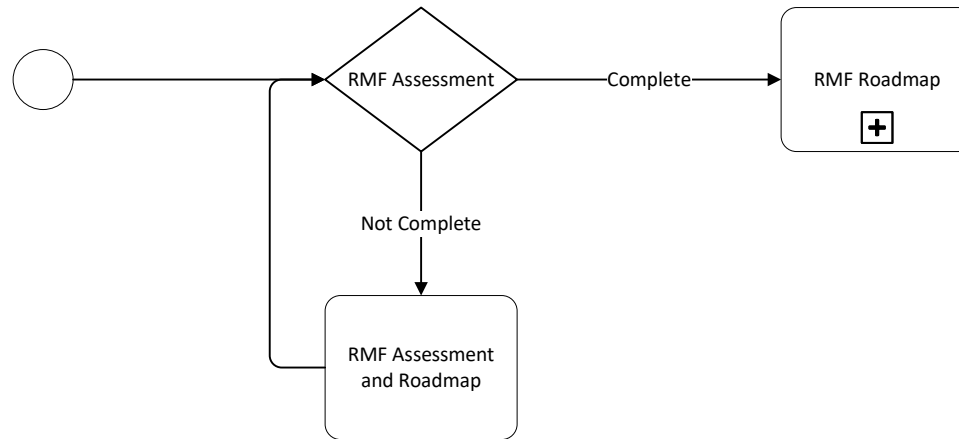 RMF Assessment
Complete
RMF Roadmap
Not Complete
RMF Assessment
and Roadmap